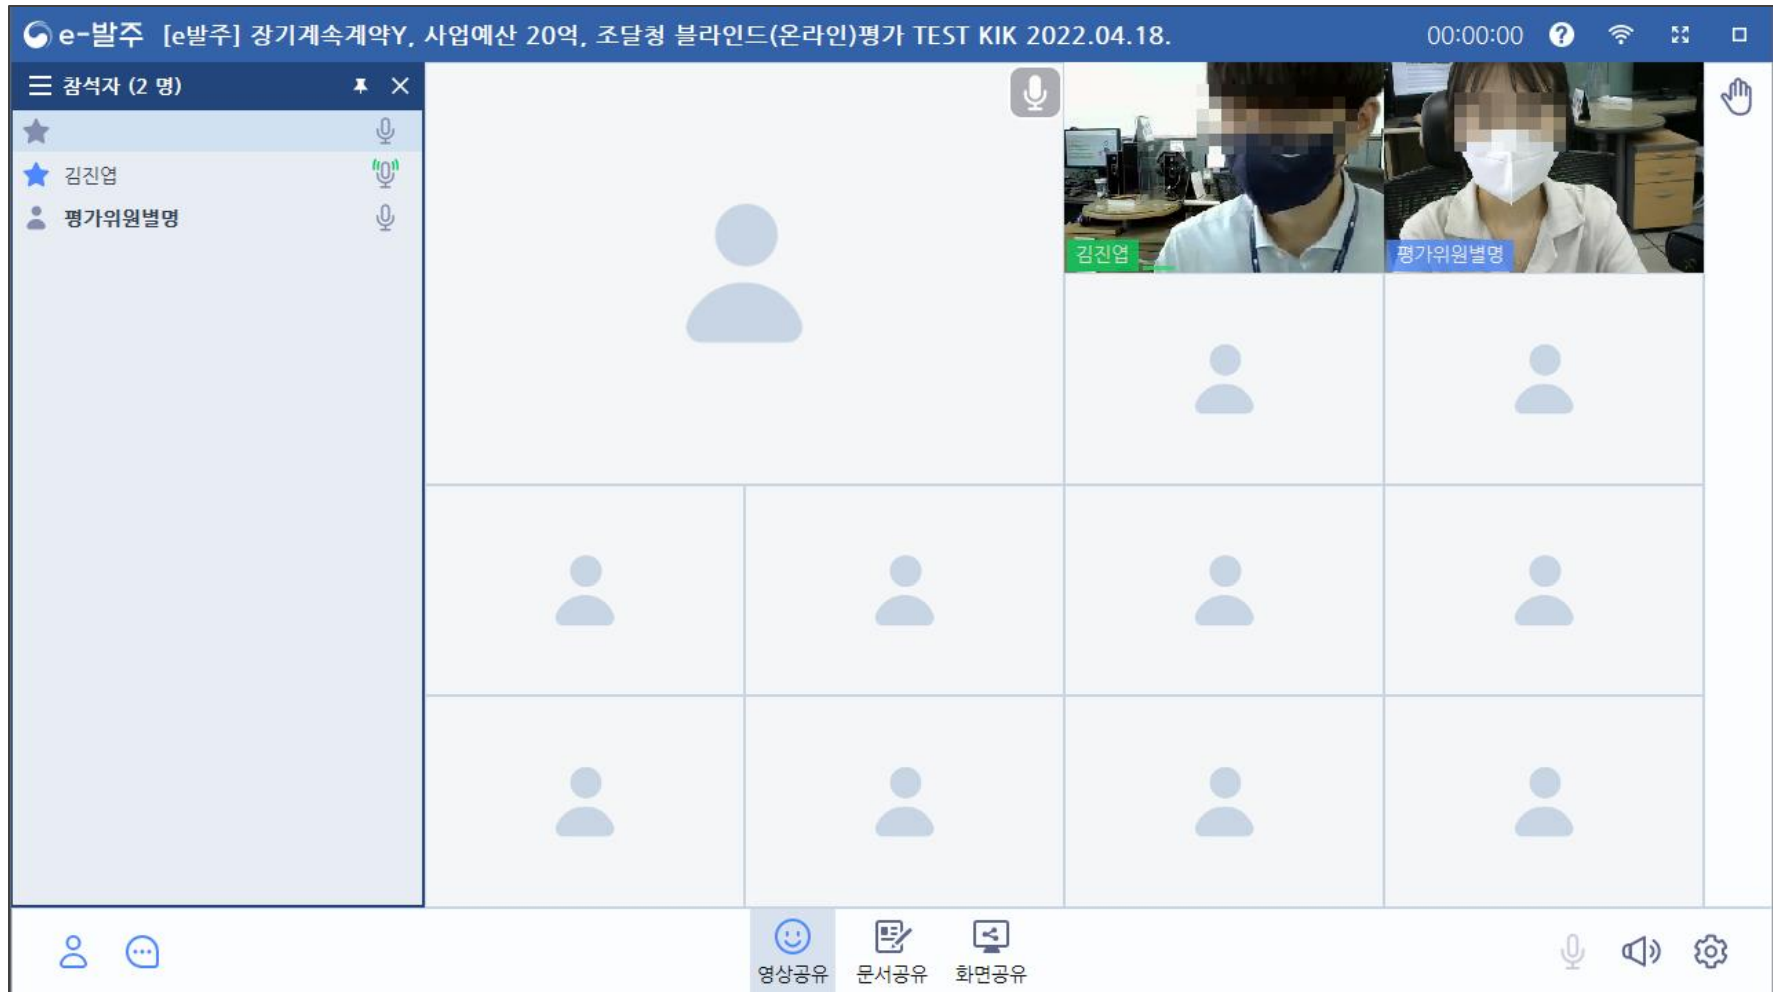 e-발주 [e발주] 장기계속계약Y, 사업예산 20억, 조달청 블라인드(온라인)평가 TEST KIK 2022.04.18. 00:00:00
참석자 (2 명)
김진엽
평가위원별명
김진엽
평가위원별명
영상공유 문서공유 화면공유